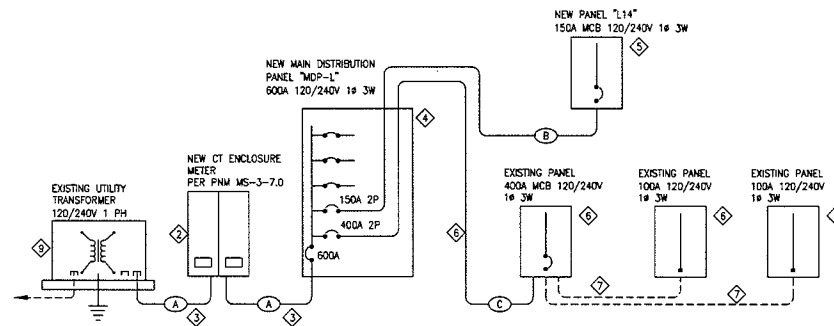 NEW PANEL "L14"
150A MCB 120/240V 1ø 3W
5
NEW MAIN DISTRIBUTION
PANEL "MDP-L"
600A 120/240V 1ø 3W
4
B
NEW CT ENCLOSURE
METER
PER PNM MS-3-7.0
EXISTING PANEL
400A MCB 120/240V
1ø 3W
EXISTING PANEL
100A 120/240V
1ø 3W
EXISTING PANEL
100A 120/240V
1ø 3W
EXISTING UTILITY
TRANSFORMER
120/240V 1 PH
150A 2P
400A 2P
600A
9
2
6
6
6
7
7
A
3
A
3
C